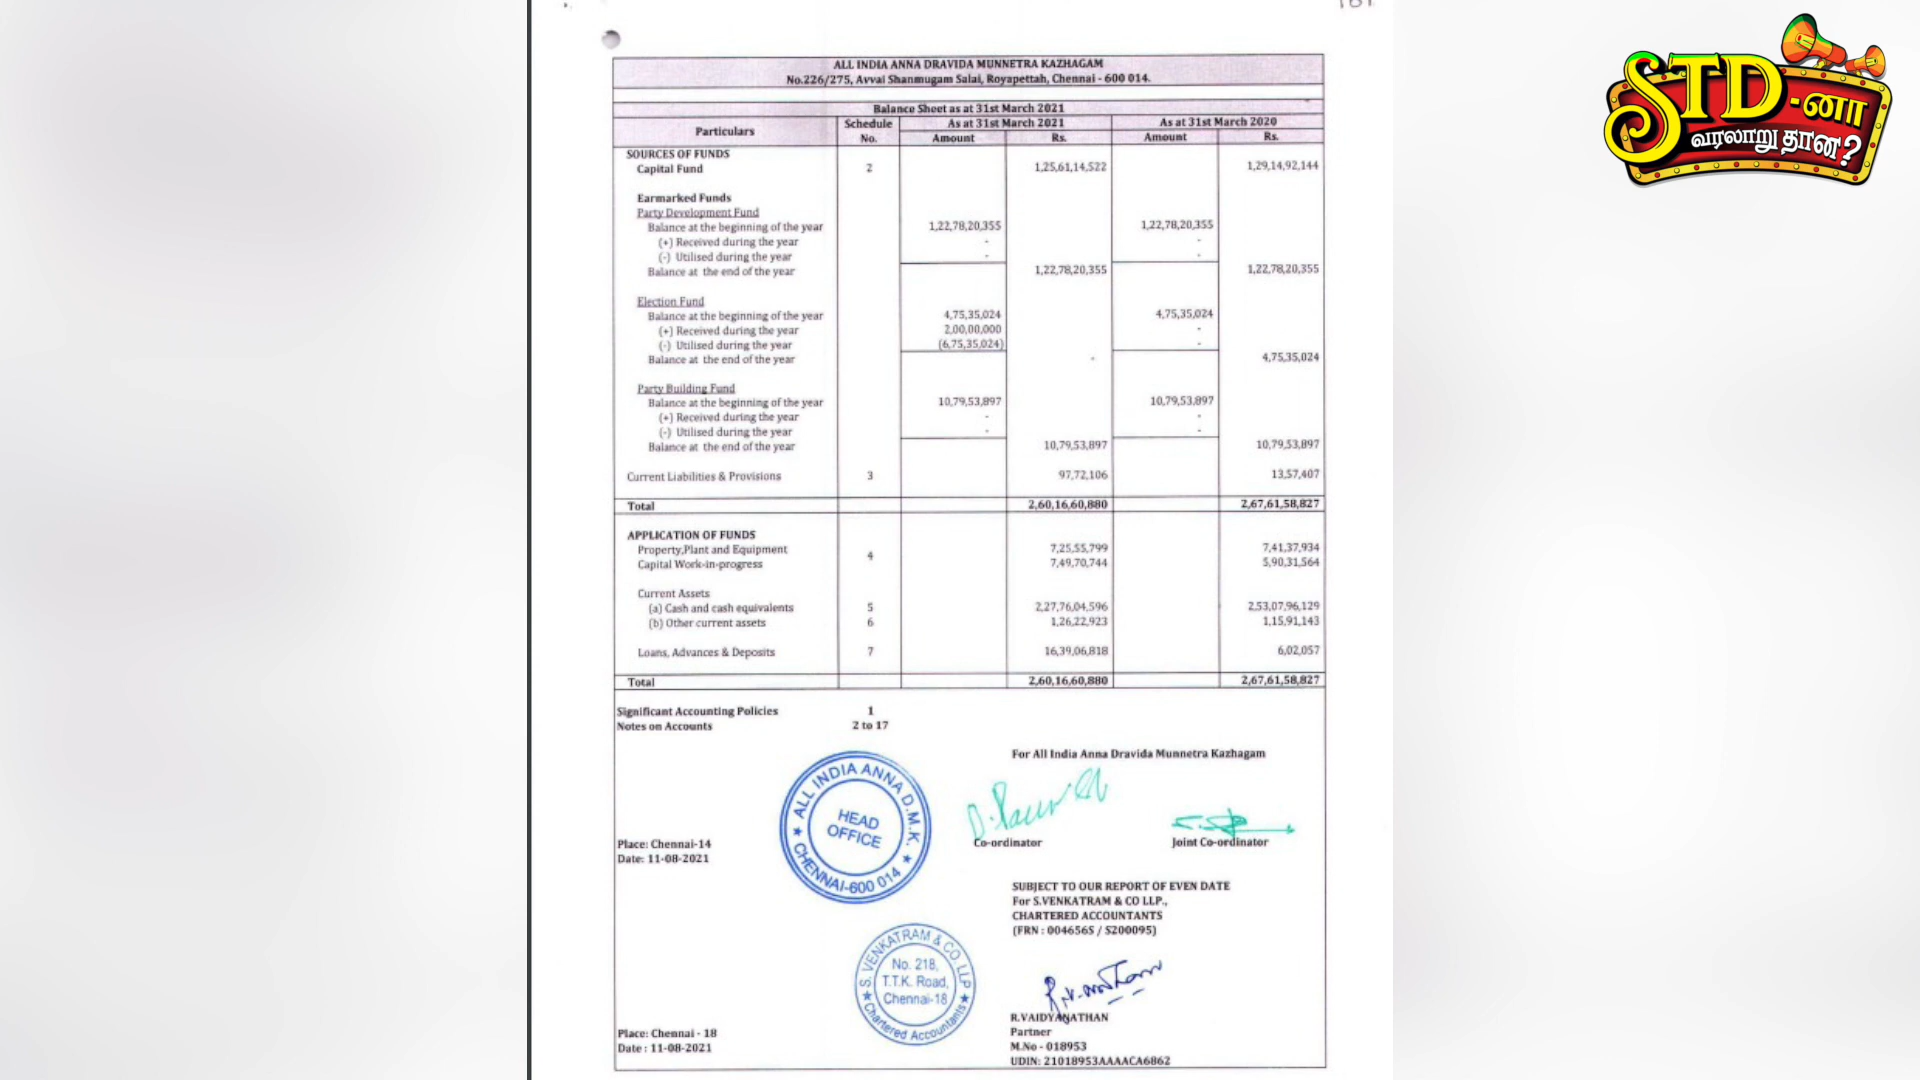 ALL INDIA ANNA DRAVIDA MUNNETRA KAZHAGAM
No.226/275, Avvai Shanmugam Salai, Royapettah, Chennai - 600 014.
Balance Sheet as at 31st March 2021
Particulars Schedule No. As at 31st March 2021 As at 31st March 2020
Amount Rs. Amount Rs.
SOURCES OF FUNDS
Capital Fund 2 1,25,61,14,522 1,29,14,92,144
Earmarked Funds
Party Development Fund
Balance at the beginning of the year 1,22,78,20,355 1,22,78,20,355
(+) Received during the year - -
(-) Utilised during the year - -
Balance at the end of the year 1,22,78,20,355 1,22,78,20,355
Election Fund
Balance at the beginning of the year 4,75,35,024 4,75,35,024
(+) Received during the year 2,00,00,000 -
(-) Utilised during the year (6,75,35,024) -
Balance at the end of the year - 4,75,35,024
Party Building Fund
Balance at the beginning of the year 10,79,53,897 10,79,53,897
(+) Received during the year - -
(-) Utilised during the year - -
Balance at the end of the year 10,79,53,897 10,79,53,897
Current Liabilities & Provisions 3 97,72,106 13,57,407
Total 2,60,16,60,880 2,67,61,58,827
APPLICATION OF FUNDS
Property,Plant and Equipment 4 7,25,55,799 7,41,37,934
Capital Work-in-progress 7,49,70,744 5,90,31,564
Current Assets
(a) Cash and cash equivalents 5 2,27,76,04,596 2,53,07,96,129
(b) Other current assets 6 1,26,22,923 1,15,91,143
Loans, Advances & Deposits 7 16,39,06,818 6,02,057
Total 2,60,16,60,880 2,67,61,58,827
Significant Accounting Policies 1
Notes on Accounts 2 to 17
For All India Anna Dravida Munnetra Kazhagam
ALL INDIA ANNA D.M.K.
HEAD
OFFICE
CHENNAI-600 014
Co-ordinator Joint Co-ordinator
Place: Chennai-14
Date: 11-08-2021
SUBJECT TO OUR REPORT OF EVEN DATE
For S.VENKATRAM & CO LLP.,
CHARTERED ACCOUNTANTS
(FRN : 004656S / S200095)
S. VENKATRAM & CO. LLP
No. 218,
T.T.K. Road,
Chennai-18
Chartered Accountants
R.VAIDYANATHAN
Partner
M.No - 018953
UDIN: 21018953AAAACA6862
Place: Chennai - 18
Date : 11-08-2021
STD-னா
வரலாறு தான?